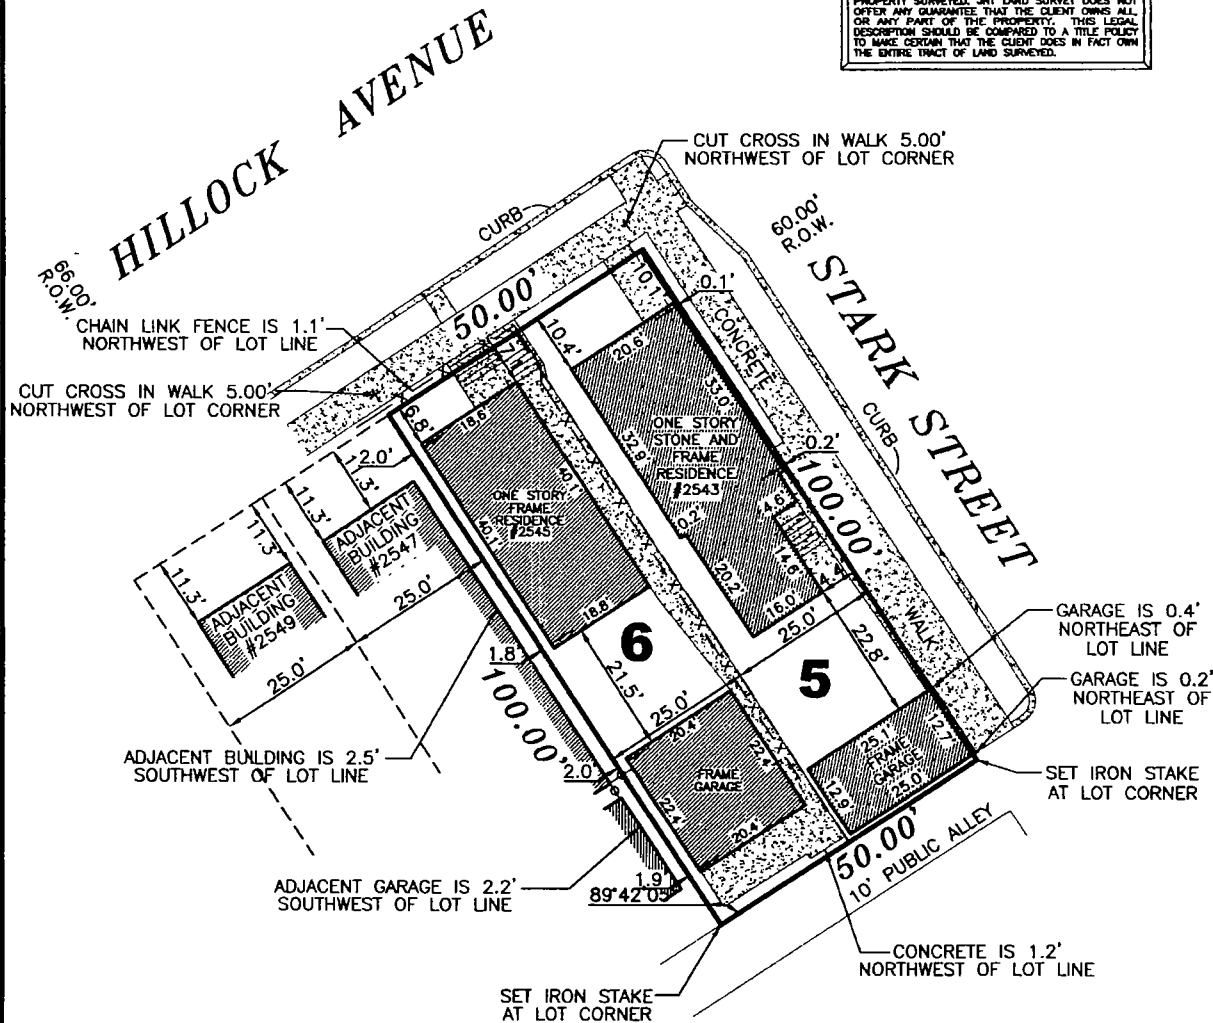 PROPERTY SURVEYED. JNT LAND SURVEY DOES NOT
OFFER ANY GUARANTEE THAT THE CLIENT OWNS ALL
OR ANY PART OF THE PROPERTY. THIS LEGAL
DESCRIPTION SHOULD BE COMPARED TO A TITLE POLICY
TO MAKE CERTAIN THAT THE CLIENT DOES IN FACT OWN
THE ENTIRE TRACT OF LAND SURVEYED.
HILLOCK AVENUE
66.00'
R.O.W.
CUT CROSS IN WALK 5.00'
NORTHWEST OF LOT CORNER
CURB
60.00'
R.O.W.
STARK STREET
CHAIN LINK FENCE IS 1.1'
NORTHWEST OF LOT LINE
CUT CROSS IN WALK 5.00'
NORTHWEST OF LOT CORNER
50.00'
10.1'
0.1'
CONCRETE
10.4'
20.6'
7.1'
6.8'
18.6'
2.0'
33.0'
32.9'
ONE STORY
STONE AND
FRAME
RESIDENCE
#2543
0.2'
CURB
100.00'
40.1'
ONE STORY
FRAME
RESIDENCE
#2545
40.1'
11.3'
11.3'
11.3'
11.3'
ADJACENT
BUILDING
#2547
ADJACENT
BUILDING
#2549
25.0'
25.0'
0.2'
4.6'
14.6'
20.2'
16.0'
4.4'
25.0'
WALK
18.8'
6
1.8'
21.5'
5
22.8'
25.0'
GARAGE IS 0.4'
NORTHEAST OF
LOT LINE
GARAGE IS 0.2'
NORTHEAST OF
LOT LINE
100.00'
ADJACENT BUILDING IS 2.5'
SOUTHWEST OF LOT LINE
2.0'
20.4'
22.4'
FRAME
GARAGE
22.4'
20.4'
25.1'
12.7'
FRAME
GARAGE
12.9'
25.0'
SET IRON STAKE
AT LOT CORNER
50.00'
10' PUBLIC ALLEY
ADJACENT GARAGE IS 2.2'
SOUTHWEST OF LOT LINE
1.9'
89°42'05"
CONCRETE IS 1.2'
NORTHWEST OF LOT LINE
SET IRON STAKE
AT LOT CORNER